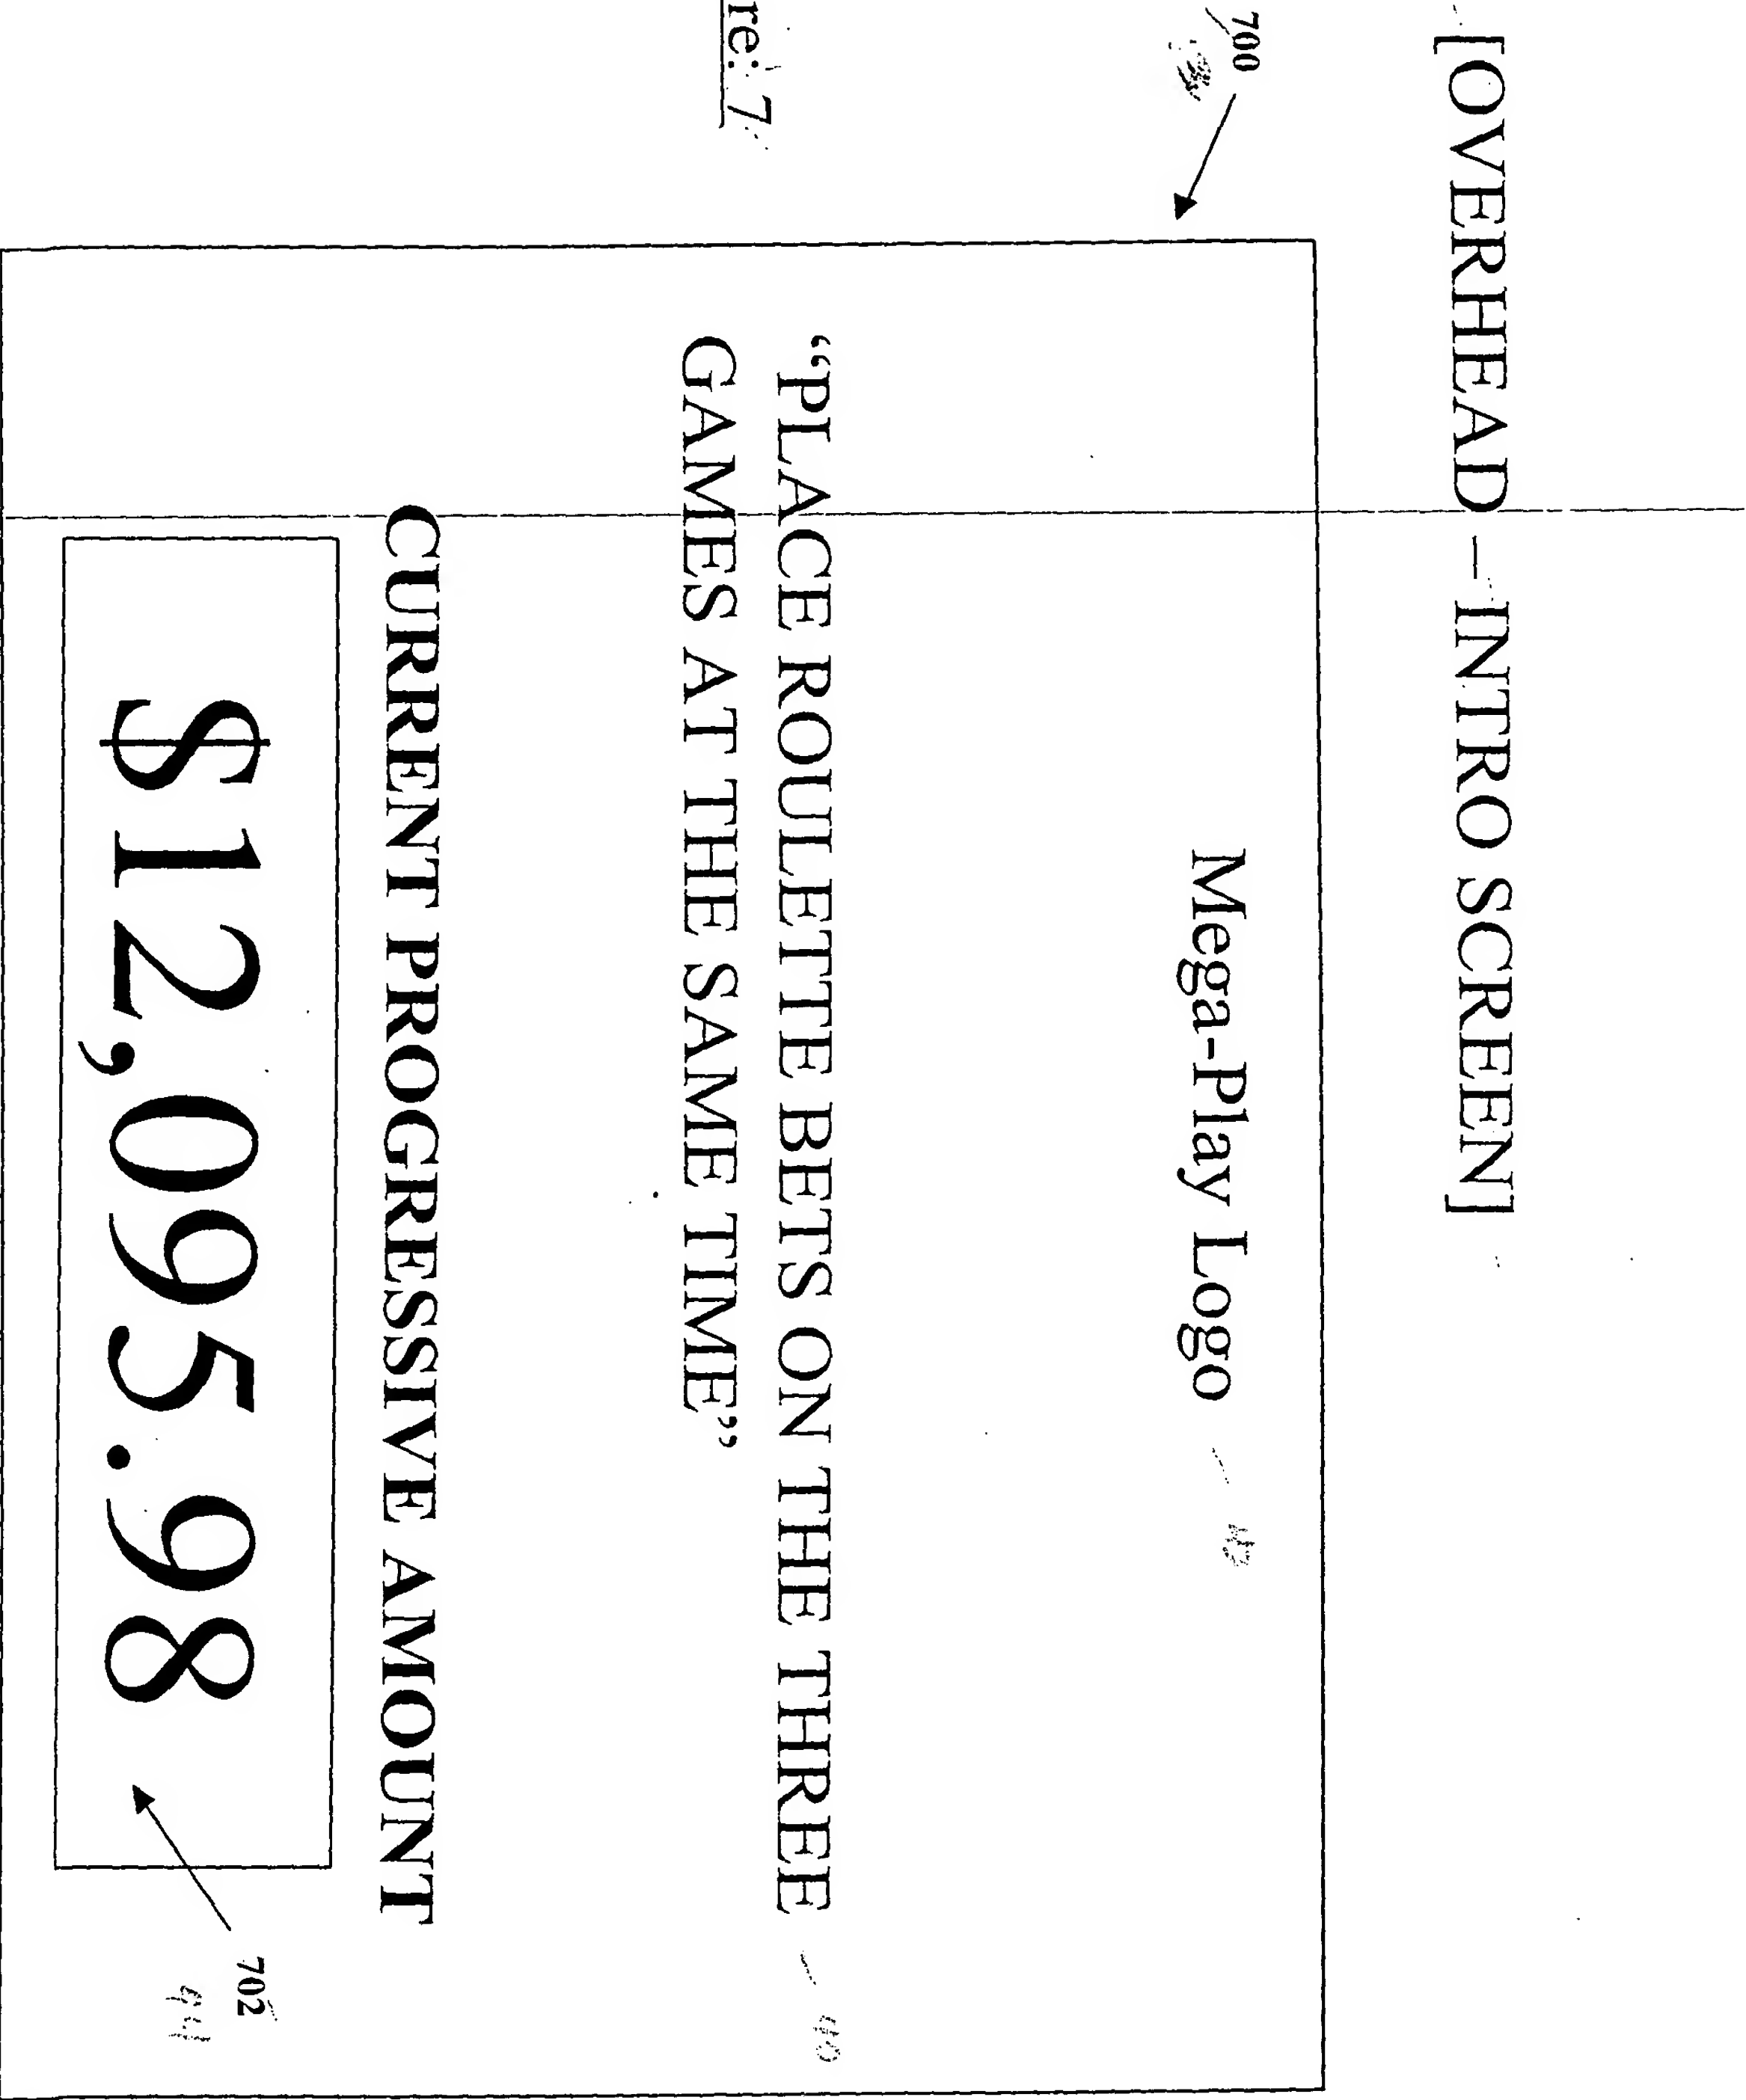 [OVERHEAD – INTRO SCREEN]
700
Mega-Play Logo
“PLACE ROULETTE BETS ON THE THREE
GAMES AT THE SAME TIME”
CURRENT PROGRESSIVE AMOUNT
$12,095.98
702
re: 7